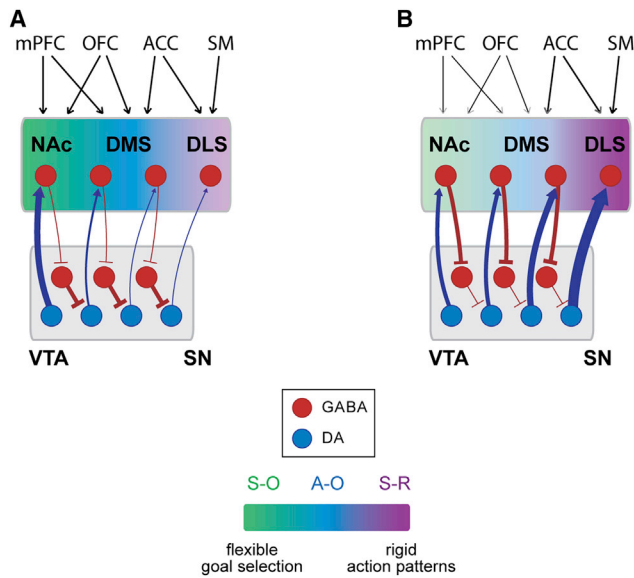 A
mPFC OFC ACC SM
NAc DMS DLS
VTA SN
B
mPFC OFC ACC SM
NAc DMS DLS
VTA SN
GABA
DA
S-O A-O S-R
flexible
goal selection
rigid
action patterns